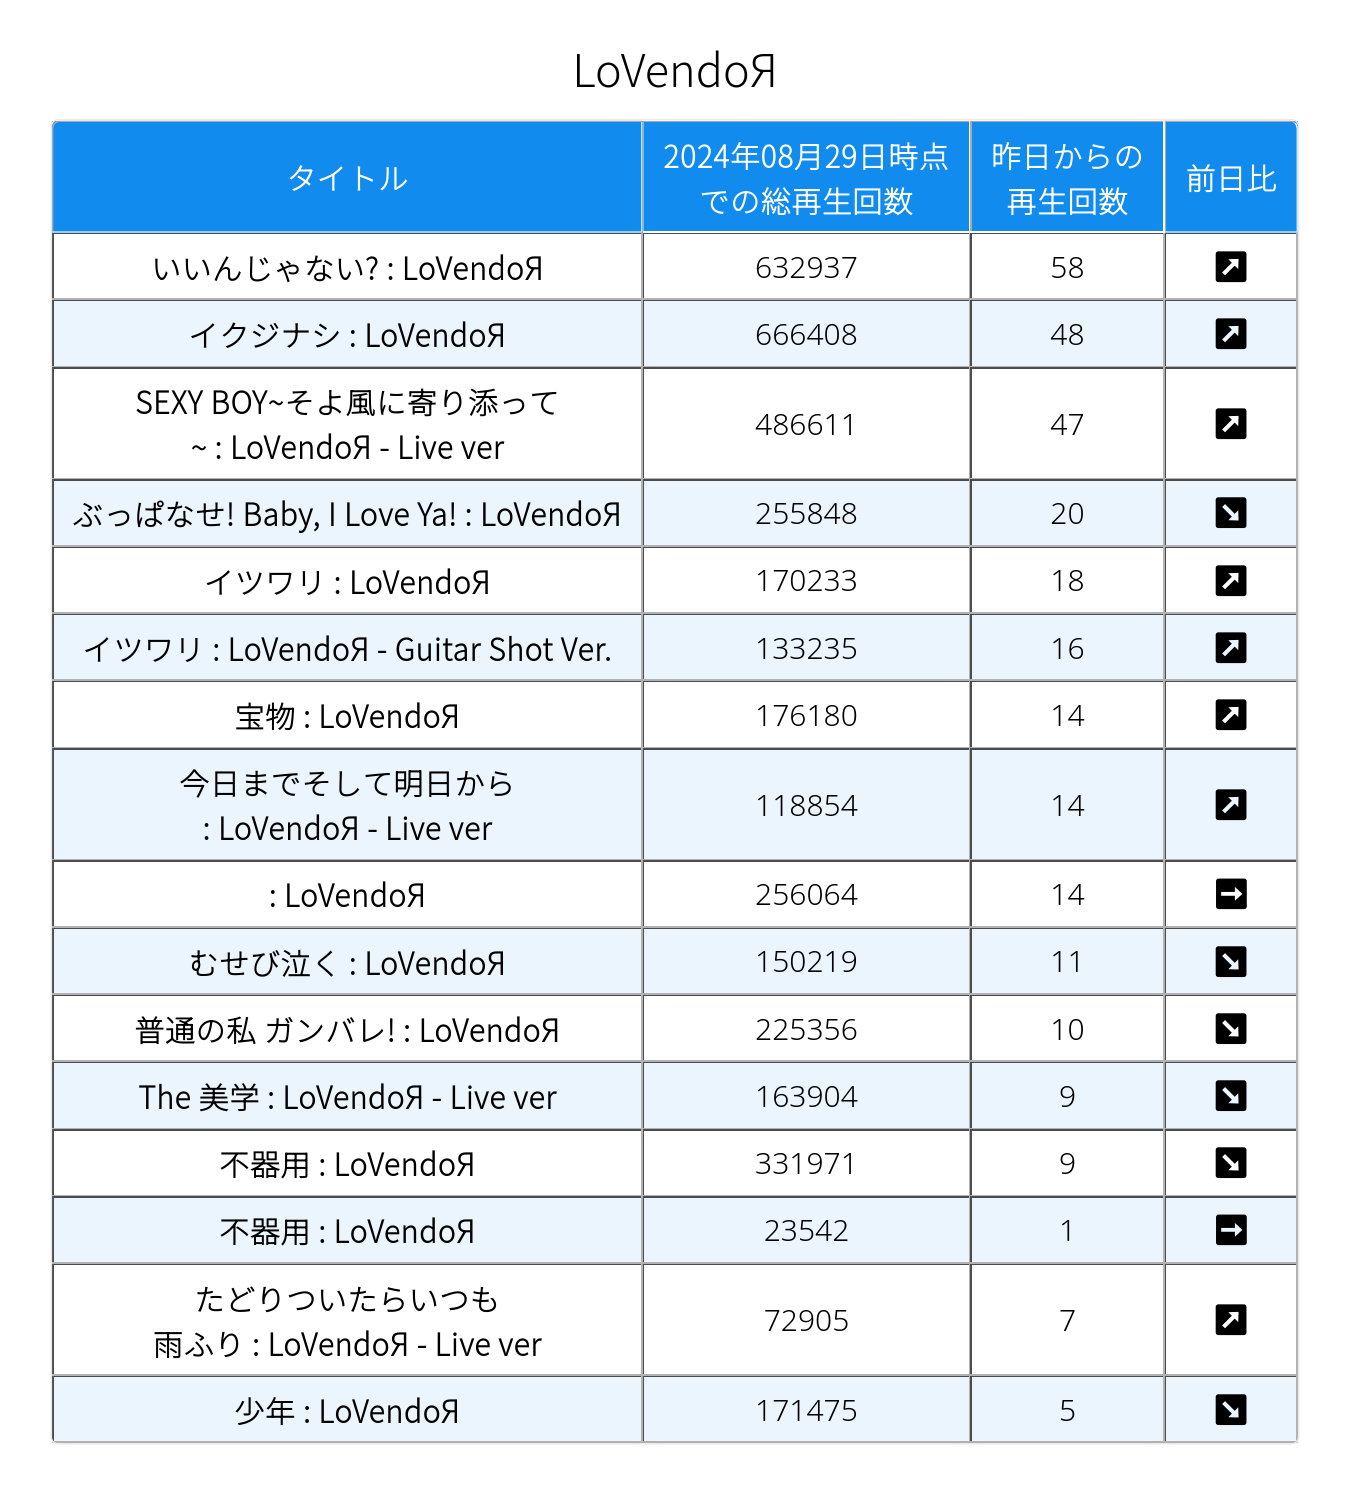 LoVendoЯ
タイトル
2024年08月29日時点
での総再生回数
昨日からの
再生回数
前日比
いいんじゃない? : LoVendoЯ 632937 58
イクジナシ : LoVendoЯ 666408 48
SEXY BOY~そよ風に寄り添って
~ : LoVendoЯ - Live ver 486611 47
ぶっぱなせ! Baby, I Love Ya! : LoVendoЯ 255848 20
イツワリ : LoVendoЯ 170233 18
イツワリ : LoVendoЯ - Guitar Shot Ver. 133235 16
宝物 : LoVendoЯ 176180 14
今日までそして明日から
: LoVendoЯ - Live ver 118854 14
: LoVendoЯ 256064 14
むせび泣く : LoVendoЯ 150219 11
普通の私 ガンバレ! : LoVendoЯ 225356 10
The 美学 : LoVendoЯ - Live ver 163904 9
不器用 : LoVendoЯ 331971 9
不器用 : LoVendoЯ 23542 1
たどりついたらいつも
雨ふり : LoVendoЯ - Live ver 72905 7
少年 : LoVendoЯ 171475 5